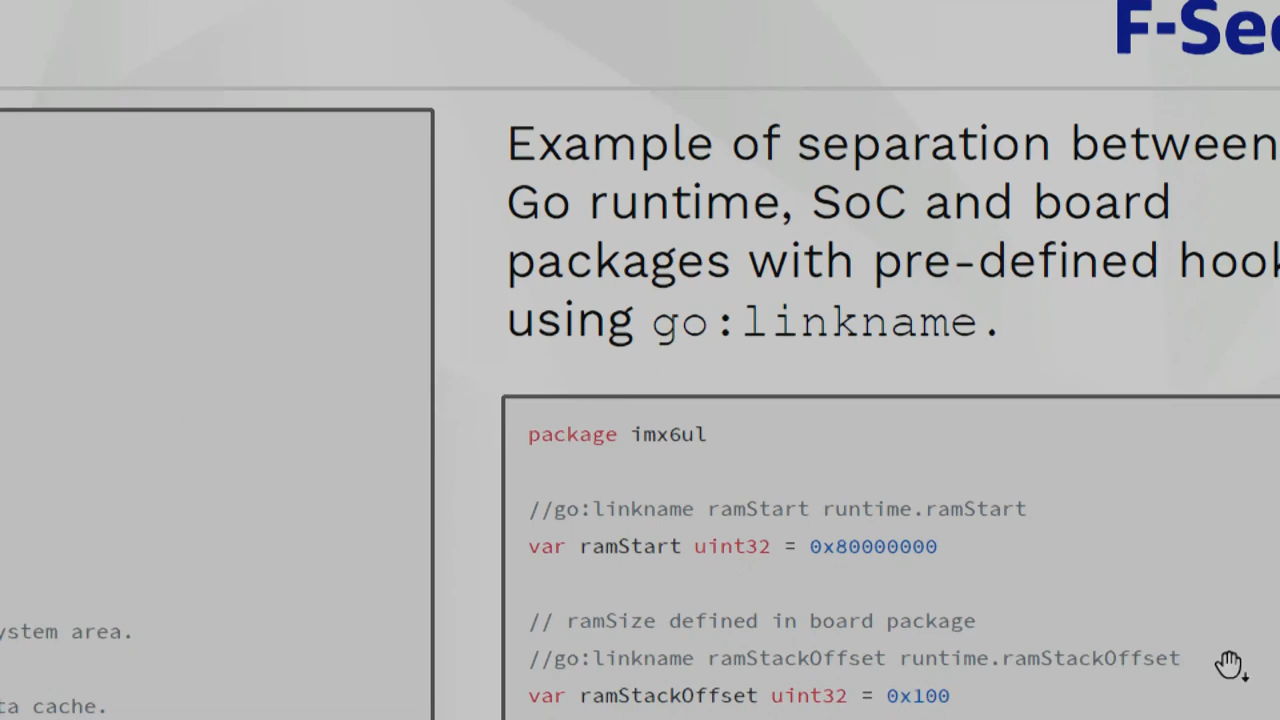 F-Sec
Example of separation between
Go runtime, SoC and board
packages with pre-defined hook
using go:linkname.
package imx6ul
//go:linkname ramStart runtime.ramStart
var ramStart uint32 = 0x80000000
// ramSize defined in board package
//go:linkname ramStackOffset runtime.ramStackOffset
var ramStackOffset uint32 = 0x100
ystem area.
ta cache.